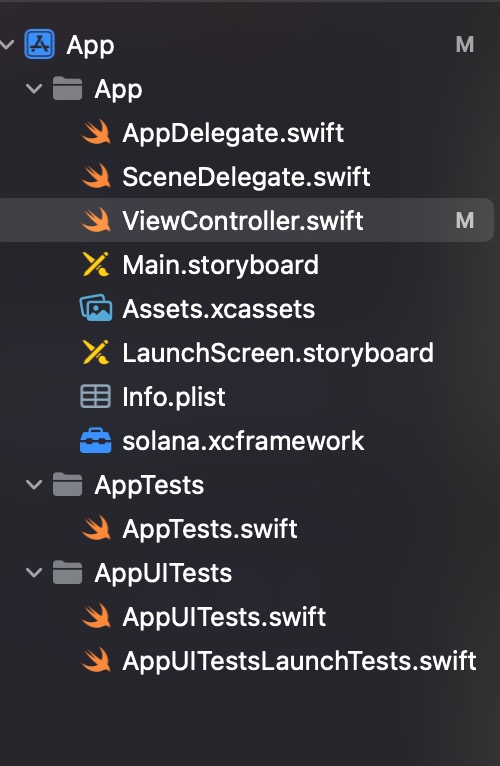 App M
App
AppDelegate.swift
SceneDelegate.swift
ViewController.swift M
Main.storyboard
Assets.xcassets
LaunchScreen.storyboard
Info.plist
solana.xcframework
AppTests
AppTests.swift
AppUITests
AppUITests.swift
AppUITestsLaunchTests.swift